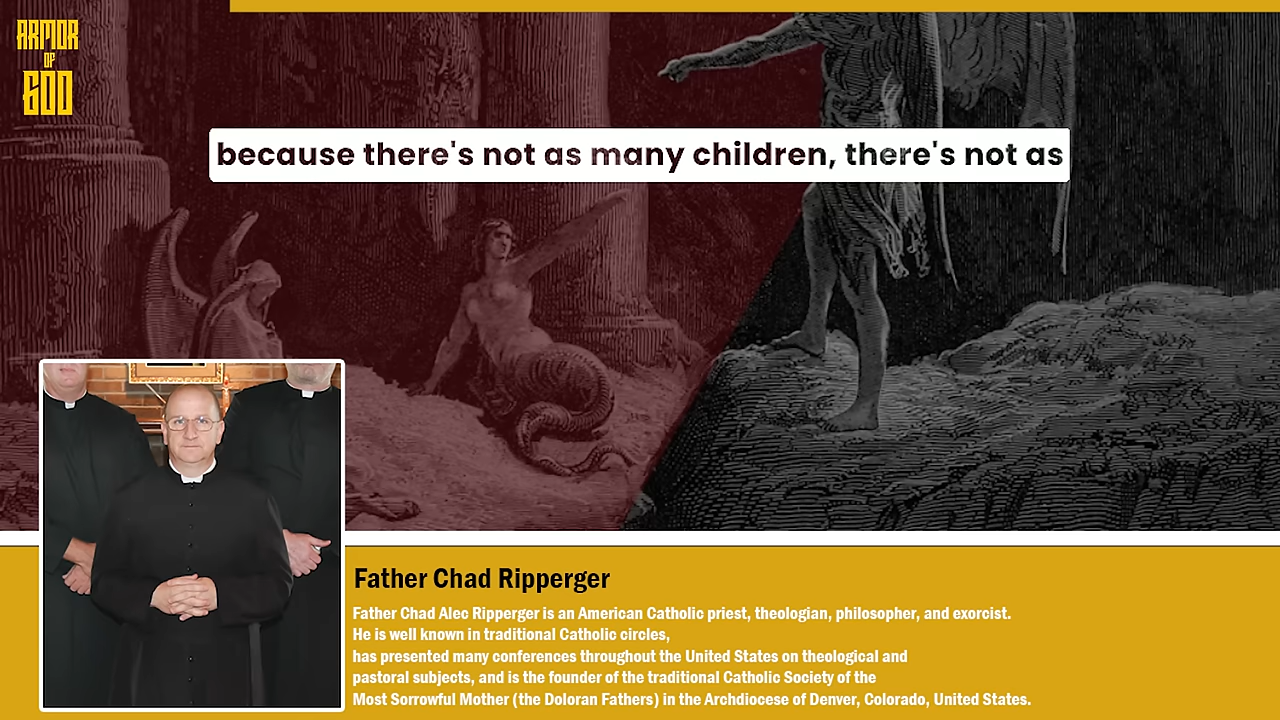 ARMOR
OF
GOD
because there's not as many children, there's not as
Father Chad Ripperger
Father Chad Alec Ripperger is an American Catholic priest, theologian, philosopher, and exorcist.
He is well known in traditional Catholic circles,
has presented many conferences throughout the United States on theological and
pastoral subjects, and is the founder of the traditional Catholic Society of the
Most Sorrowful Mother (the Doloran Fathers) in the Archdiocese of Denver, Colorado, United States.